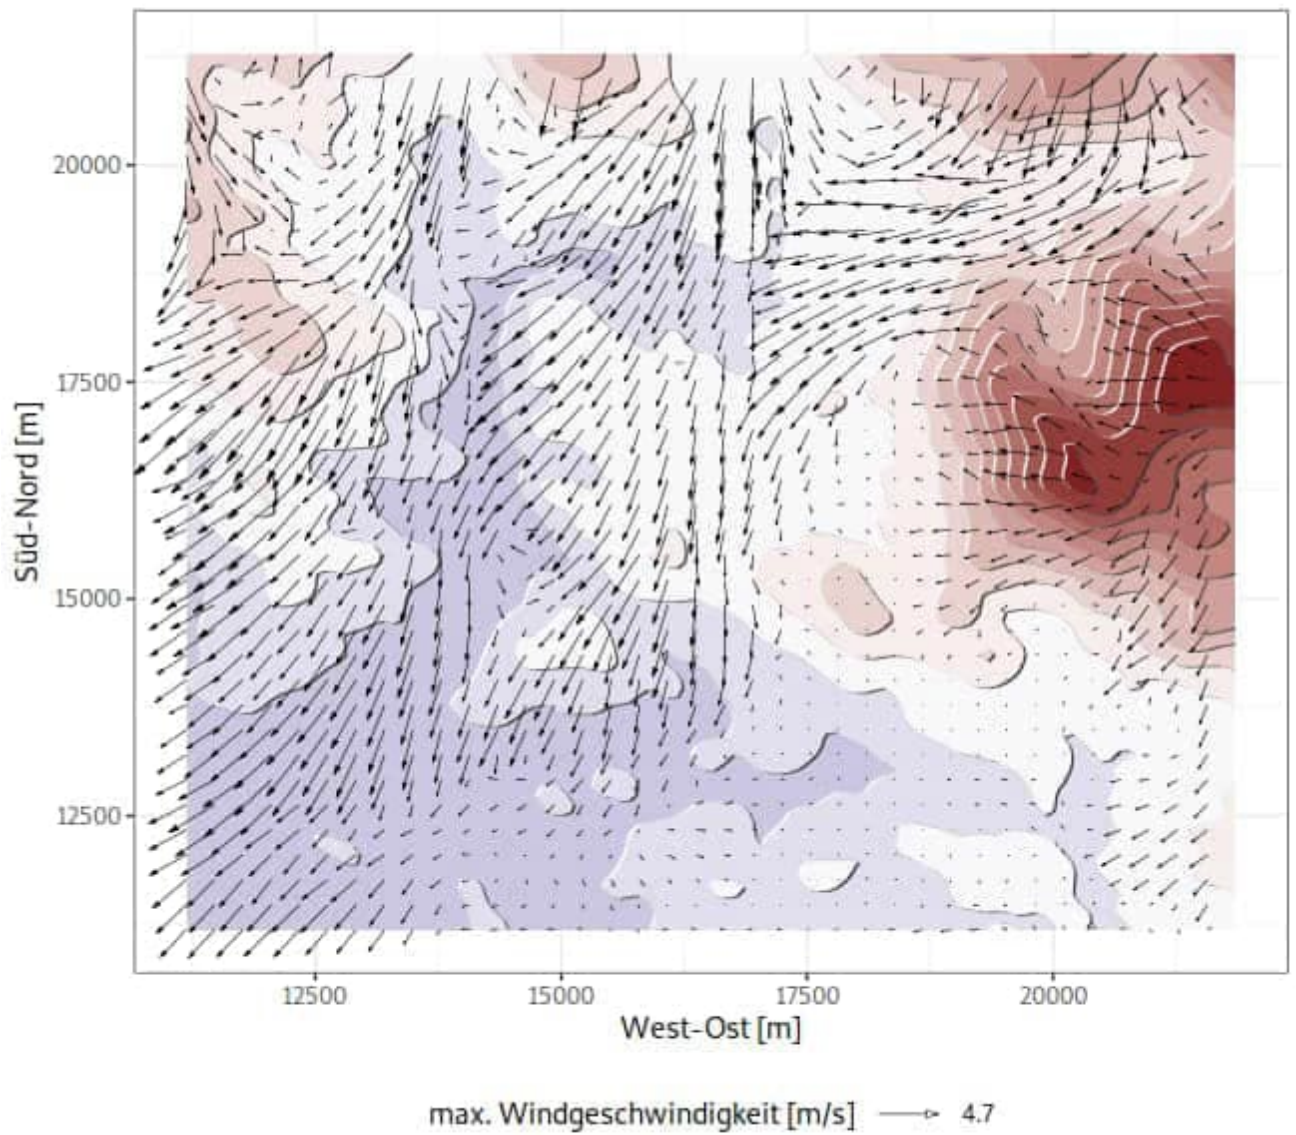 20000
17500
15000
12500
Süd-Nord [m]
12500 15000 17500 20000
West-Ost [m]
max. Windgeschwindigkeit [m/s] 4.7